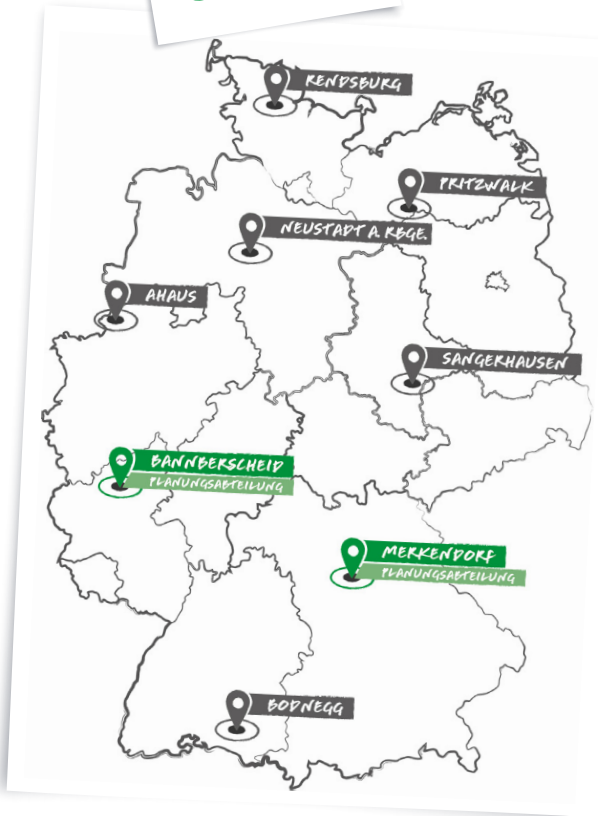 RENDSBURG
PRITZWALK
NEUSTADT A. RBGE.
AHAUS
SANGERHAUSEN
BANNBERSCHEID
PLANUNGSABTEILUNG
MERKENDORF
PLANUNGSABTEILUNG
BODNEGG